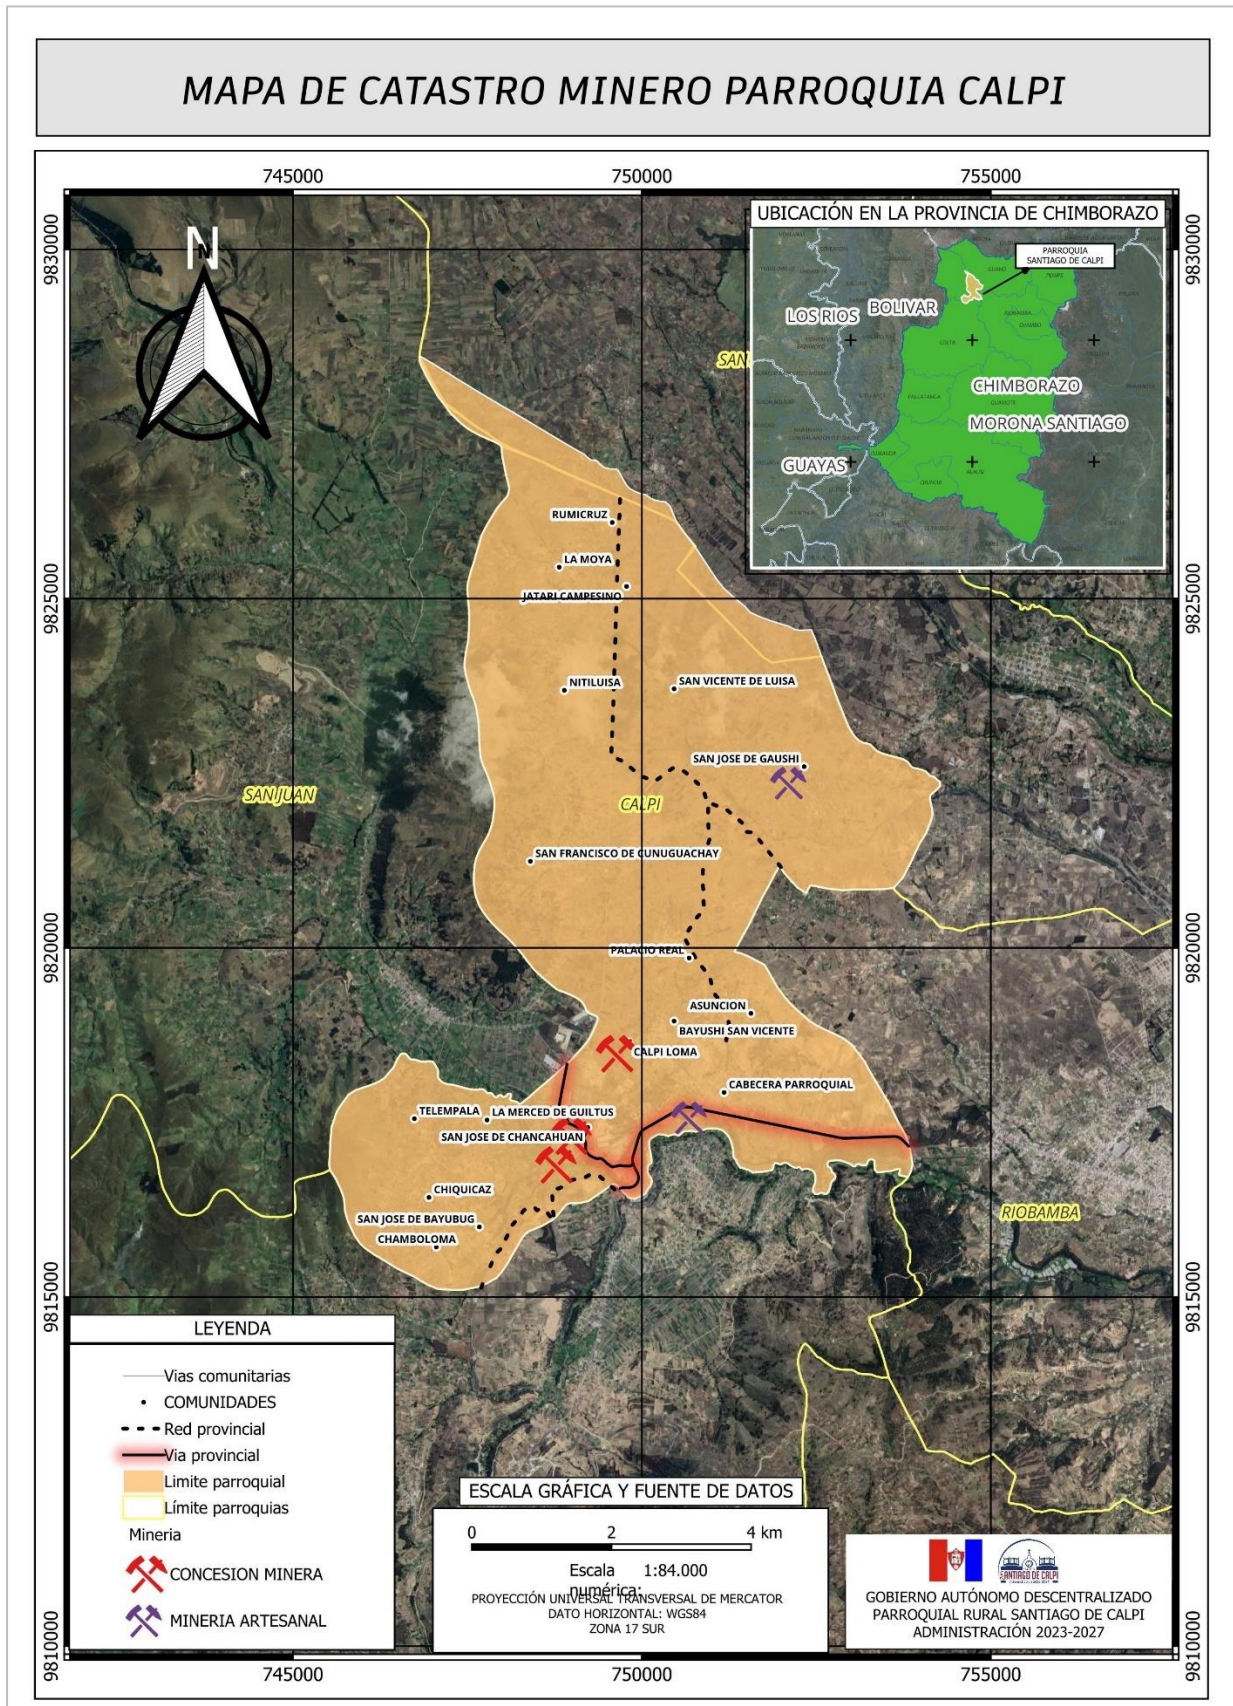 MAPA DE CATASTRO MINERO PARROQUIA CALPI
745000
750000
755000
9830000
9830000
N
N
UBICACIÓN EN LA PROVINCIA DE CHIMBORAZO
PARROQUIA
SANTIAGO DE CALPI
LOS RIOS
BOLIVAR
CHIMBORAZO
MORONA SANTIAGO
GUAYAS
SAN
RUMICRUZ
LA MOYA
JATARI CAMPESINO
9825000
9825000
NITILUISA
SAN VICENTE DE LUISA
SAN JOSE DE GAUSHI
SAN JUAN
CALPI
SAN FRANCISCO DE CUNUGUACHAY
9820000
9820000
PALACIO REAL
ASUNCION
BAYUSHI SAN VICENTE
CALPI LOMA
CABECERA PARROQUIAL
TELEMPALA
LA MERCED DE GUILTUS
SAN JOSE DE CHANCAHUAN
CHIQUICAZ
SAN JOSE DE BAYUBUG
CHAMBOLOMA
RIOBAMBA
9815000
9815000
LEYENDA
Vias comunitarias
COMUNIDADES
Red provincial
Via provincial
Limite parroquial
Límite parroquias
Mineria
CONCESION MINERA
MINERIA ARTESANAL
ESCALA GRÁFICA Y FUENTE DE DATOS
0 2 4 km
Escala numérica: 1:84.000
PROYECCIÓN UNIVERSAL TRANSVERSAL DE MERCATOR
DATO HORIZONTAL: WGS84
ZONA 17 SUR
SANTIAGO DE CALPI
GOBIERNO AUTÓNOMO DESCENTRALIZADO
PARROQUIAL RURAL SANTIAGO DE CALPI
ADMINISTRACIÓN 2023-2027
9810000
9810000
745000
750000
755000